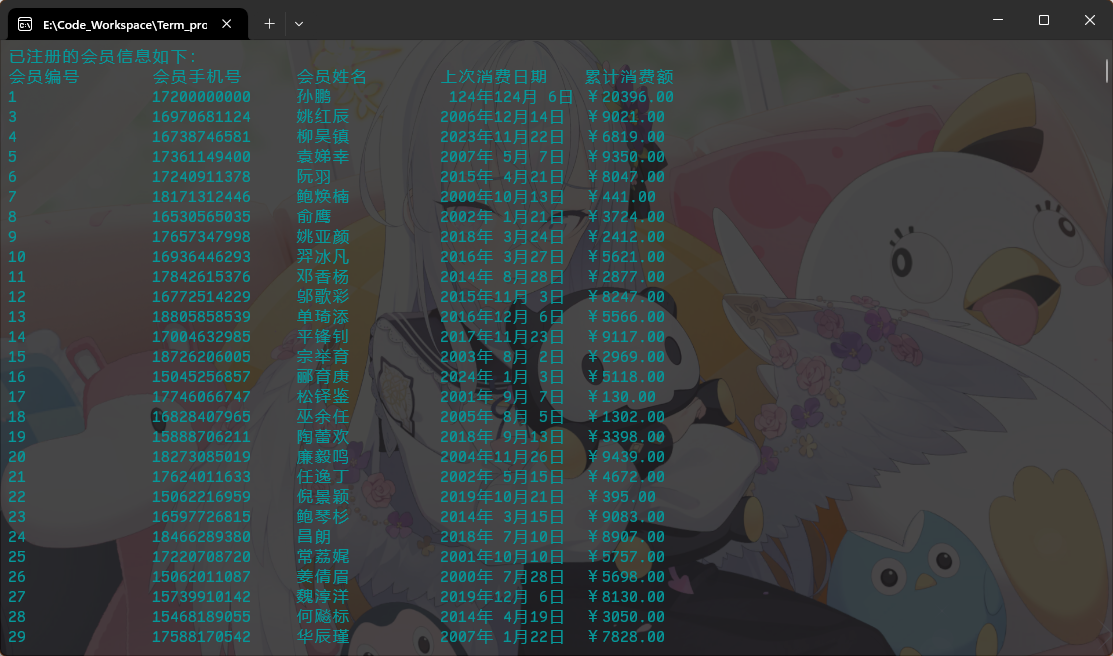 E:\Code_Workspace\Term_pro
已注册的会员信息如下:
会员编号 会员手机号 会员姓名 上次消费日期 累计消费额
1 17200000000 孙鹏 124年124月 6日 ￥20396.00
3 16970681124 姚红辰 2006年12月14日 ￥9021.00
4 16738746581 柳昊镇 2023年11月22日 ￥6819.00
5 17361149400 袁娣幸 2007年 5月 7日 ￥9350.00
6 17240911378 阮羽 2015年 4月21日 ￥8047.00
7 18171312446 鲍焕楠 2000年10月13日 ￥441.00
8 16530565035 俞鹰 2002年 1月21日 ￥3724.00
9 17657347998 姚亚颜 2018年 3月24日 ￥2412.00
10 16936446293 羿冰凡 2016年 3月27日 ￥5621.00
11 17842615376 邓香杨 2014年 8月28日 ￥2877.00
12 16772514229 邬歌彩 2015年11月 3日 ￥8247.00
13 18805858539 单琦添 2016年12月 6日 ￥5566.00
14 17004632985 平锋钊 2017年11月23日 ￥9117.00
15 18726206005 宗举育 2003年 8月 2日 ￥2969.00
16 15045256857 郦育庚 2024年 1月 3日 ￥5118.00
17 17746066747 松铎鉴 2001年 9月 7日 ￥130.00
18 16828407965 巫余任 2005年 8月 5日 ￥1302.00
19 15888706211 陶蕾欢 2018年 9月13日 ￥3398.00
20 18273085019 廉毅鸣 2004年11月26日 ￥9439.00
21 17624011633 任逸丁 2002年 5月15日 ￥4672.00
22 15062216959 倪景颖 2019年10月21日 ￥395.00
23 16597726815 鲍琴杉 2014年 3月15日 ￥9083.00
24 18466289380 昌朗 2018年 7月10日 ￥8907.00
25 17220708720 常荔娓 2001年10月10日 ￥5757.00
26 15062011087 姜倩眉 2000年 7月28日 ￥5698.00
27 15739910142 魏淳洋 2019年12月 6日 ￥8130.00
28 15468189055 何飚标 2014年 4月19日 ￥3050.00
29 17588170542 华辰瑾 2007年 1月22日 ￥7828.00